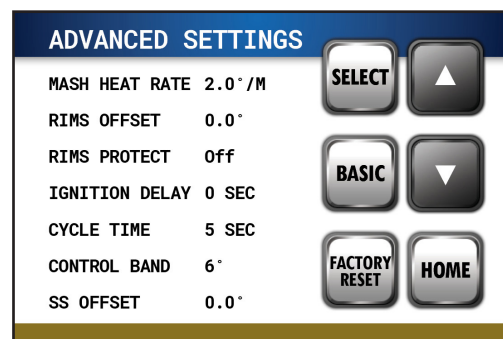 ADVANCED SETTINGS
MASH HEAT RATE 2.0°/M
RIMS OFFSET 0.0°
RIMS PROTECT Off
IGNITION DELAY 0 SEC
CYCLE TIME 5 SEC
CONTROL BAND 6°
SS OFFSET 0.0°
SELECT
BASIC
FACTORY
RESET
HOME